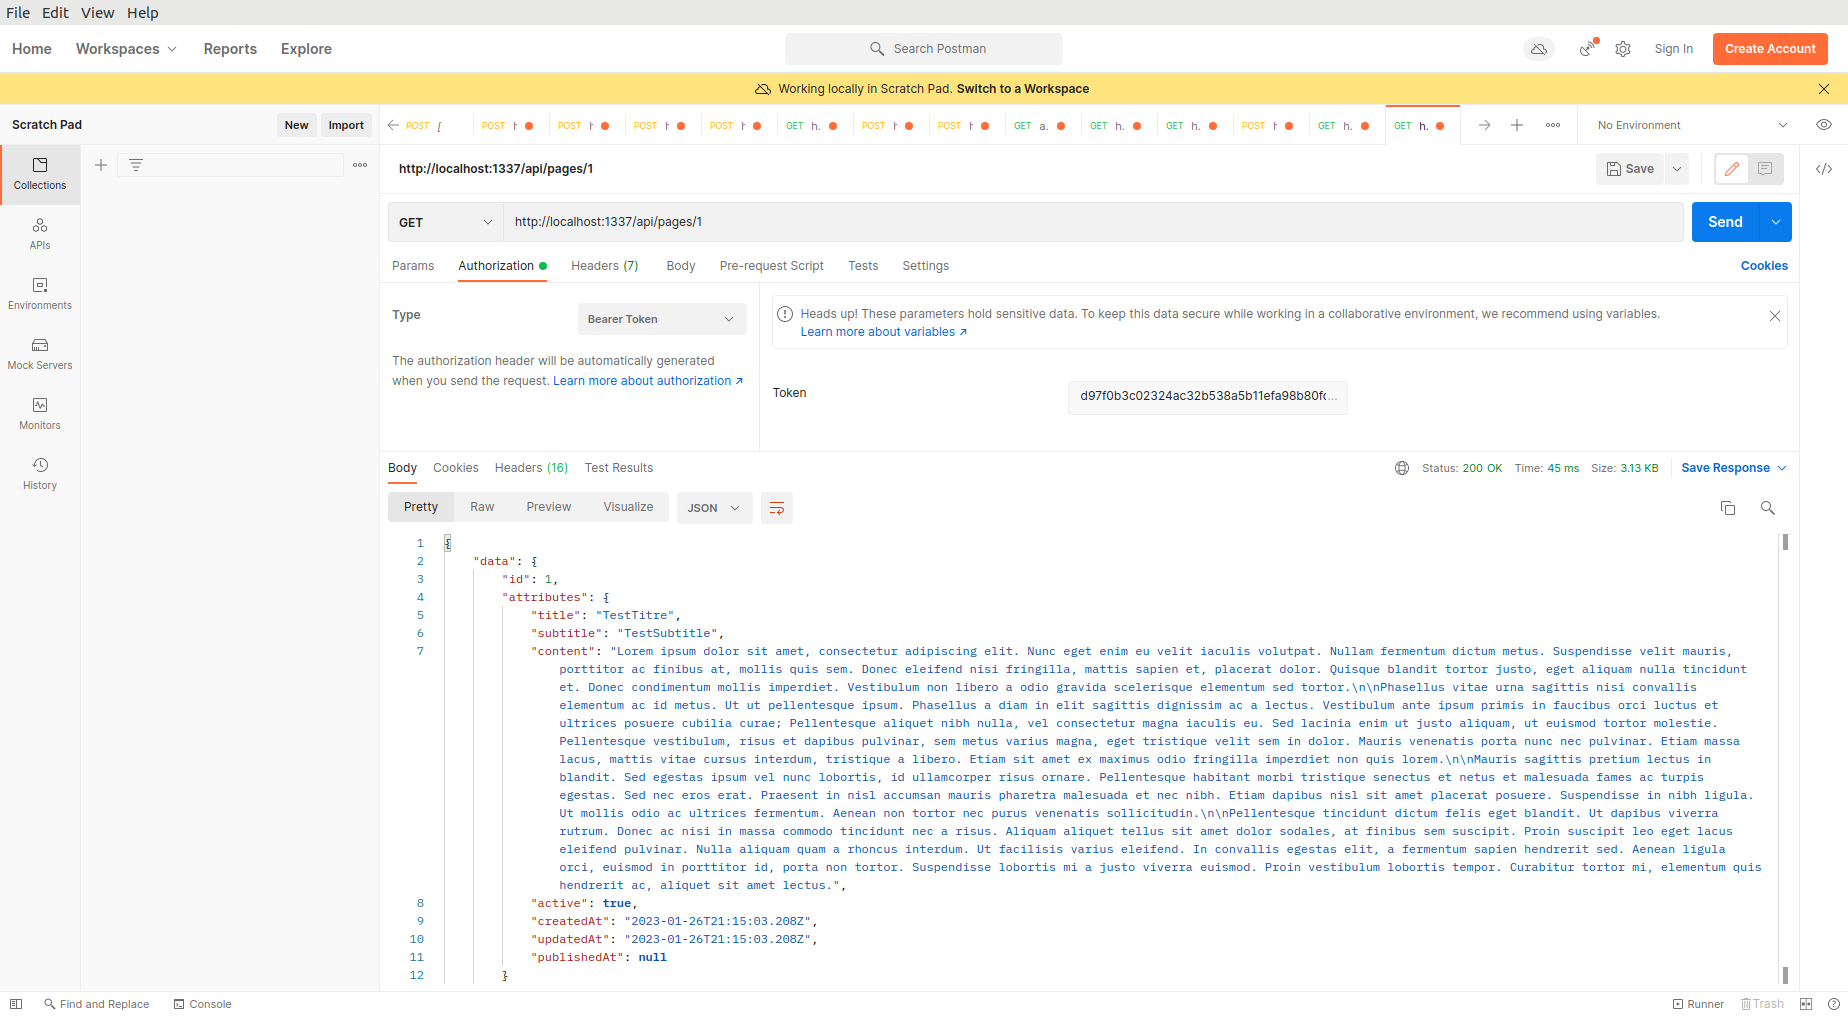 File Edit View Help
Home Workspaces Reports Explore Search Postman Sign In Create Account
Working locally in Scratch Pad. Switch to a Workspace
Scratch Pad New Import POST [ POST POST POST POST GET h. POST POST GET a. GET h. GET h. POST GET h. GET h. No Environment
Collections
APIs
Environments
Mock Servers
Monitors
History
http://localhost:1337/api/pages/1 Save
GET http://localhost:1337/api/pages/1 Send
Params Authorization Headers (7) Body Pre-request Script Tests Settings Cookies
Type Bearer Token
The authorization header will be automatically generated
when you send the request. Learn more about authorization ↗
Heads up! These parameters hold sensitive data. To keep this data secure while working in a collaborative environment, we recommend using variables.
Learn more about variables ↗
Token d97f0b3c02324ac32b538a5b11efa98b80f...
Body Cookies Headers (16) Test Results Status: 200 OK Time: 45 ms Size: 3.13 KB Save Response
Pretty Raw Preview Visualize JSON
1 {
2 "data": {
3 "id": 1,
4 "attributes": {
5 "title": "TestTitre",
6 "subtitle": "TestSubtitle",
7 "content": "Lorem ipsum dolor sit amet, consectetur adipiscing elit. Nunc eget enim eu velit iaculis volutpat. Nullam fermentum dictum metus. Suspendisse velit mauris,
porttitor ac finibus at, mollis quis sem. Donec eleifend nisi fringilla, mattis sapien et, placerat dolor. Quisque blandit tortor justo, eget aliquam nulla tincidunt
et. Donec condimentum mollis imperdiet. Vestibulum non libero a odio gravida scelerisque elementum sed tortor.\n\nPhasellus vitae urna sagittis nisi convallis
elementum ac id metus. Ut ut pellentesque ipsum. Phasellus a diam in elit sagittis dignissim ac a lectus. Vestibulum ante ipsum primis in faucibus orci luctus et
ultrices posuere cubilia curae; Pellentesque aliquet nibh nulla, vel consectetur magna iaculis eu. Sed lacinia enim ut justo aliquam, ut euismod tortor molestie.
Pellentesque vestibulum, risus et dapibus pulvinar, sem metus varius magna, eget tristique velit sem in dolor. Mauris venenatis porta nunc nec pulvinar. Etiam massa
lacus, mattis vitae cursus interdum, tristique a libero. Etiam sit amet ex maximus odio fringilla imperdiet non quis lorem.\n\nMauris sagittis pretium lectus in
blandit. Sed egestas ipsum vel nunc lobortis, id ullamcorper risus ornare. Pellentesque habitant morbi tristique senectus et netus et malesuada fames ac turpis
egestas. Sed nec eros erat. Praesent in nisl accumsan mauris pharetra malesuada et nec nibh. Etiam dapibus nisl sit amet placerat posuere. Suspendisse in nibh ligula.
Ut mollis odio ac ultrices fermentum. Aenean non tortor nec purus venenatis sollicitudin.\n\nPellentesque tincidunt dictum felis eget blandit. Ut dapibus viverra
rutrum. Donec ac nisi in massa commodo tincidunt nec a risus. Aliquam aliquet tellus sit amet dolor sodales, at finibus sem suscipit. Proin suscipit leo eget lacus
eleifend pulvinar. Nulla aliquam quam a rhoncus interdum. Ut facilisis varius eleifend. In convallis egestas elit, a fermentum sapien hendrerit sed. Aenean ligula
orci, euismod in porttitor id, porta non tortor. Suspendisse lobortis mi a justo viverra euismod. Proin vestibulum lobortis tempor. Curabitur tortor mi, elementum quis
hendrerit ac, aliquet sit amet lectus.",
8 "active": true,
9 "createdAt": "2023-01-26T21:15:03.208Z",
10 "updatedAt": "2023-01-26T21:15:03.208Z",
11 "publishedAt": null
12 }
Find and Replace Console Runner Trash